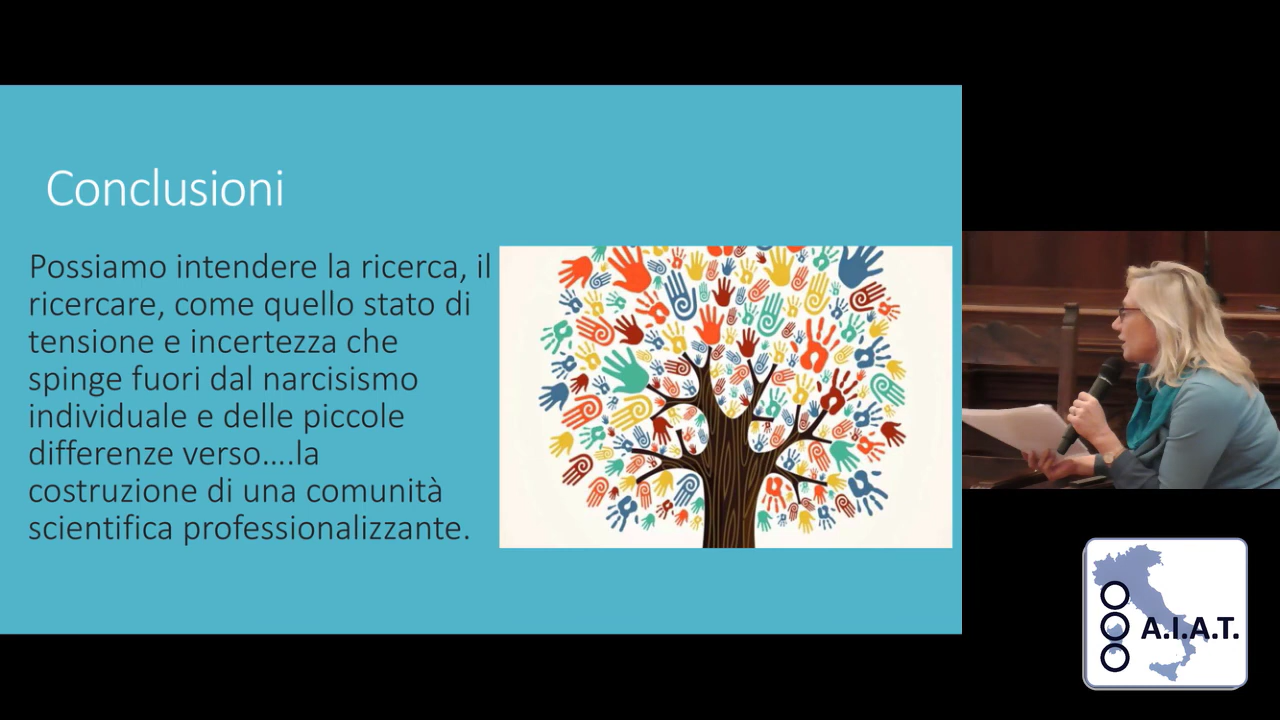 Conclusioni
Possiamo intendere la ricerca, il
ricercare, come quello stato di
tensione e incertezza che
spinge fuori dal narcisismo
individuale e delle piccole
differenze verso....la
costruzione di una comunità
scientifica professionalizzante.
A.I.A.T.